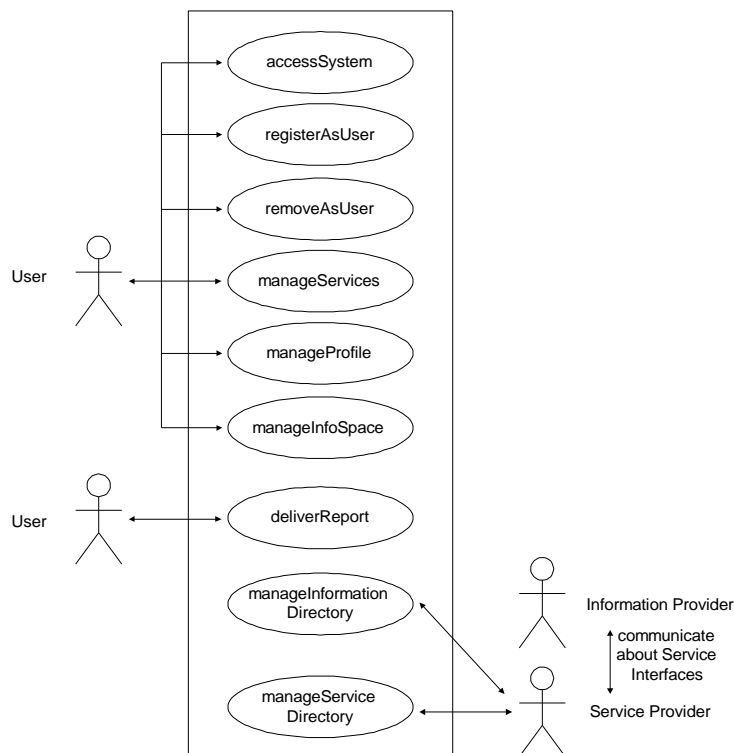 accessSystem
registerAsUser
removeAsUser
User
manageServices
manageProfile
manageInfoSpace
User
deliverReport
manageInformation
Directory
Information Provider
communicate
about Service
Interfaces
manageService
Directory
Service Provider